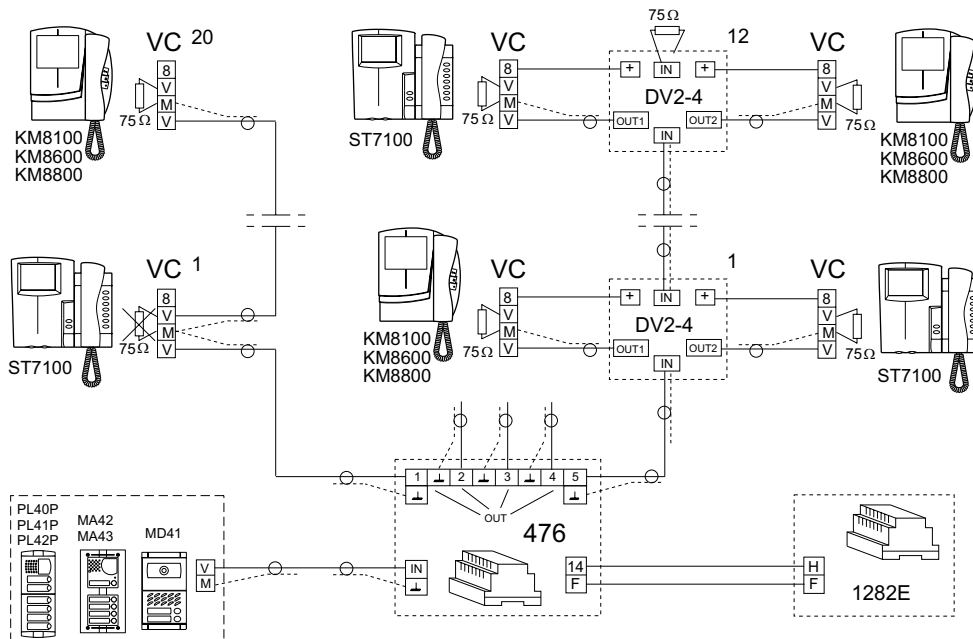 VC 20
8
V
M
V
75Ω
KM8100
KM8600
KM8800
ST7100
VC
8
V
M
V
75Ω
75Ω
12
+
IN
+
DV2-4
OUT1
OUT2
IN
VC
8
V
M
V
75Ω
KM8100
KM8600
KM8800
VC 1
8
V
M
V
75Ω
ST7100
KM8100
KM8600
KM8800
VC
8
V
M
V
75Ω
1
+
IN
+
DV2-4
OUT1
OUT2
IN
VC
8
V
M
V
75Ω
ST7100
1
2
3
4
5
OUT
476
IN
14
F
PL40P
PL41P
PL42P
MA42
MA43
MD41
V
M
H
F
1282E